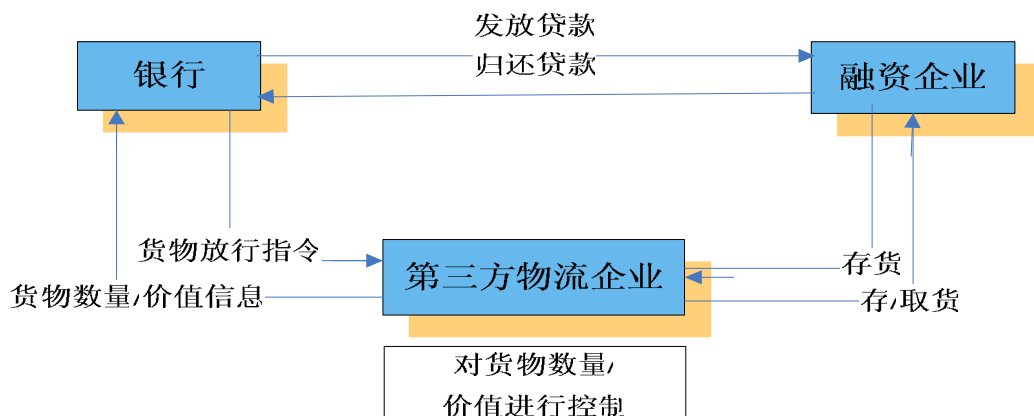 发放贷款
银行
归还贷款
融资企业
货物放行指令
第三方物流企业
存货
货物数量/价值信息
存/取货
对货物数量/
价值进行控制